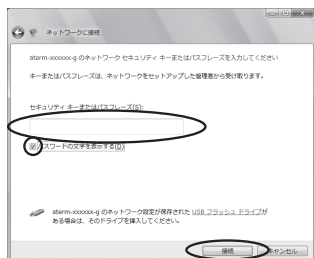 ネットワークに接続
aterm-xxxxxx-g のネットワーク セキュリティ キーまたはパスフレーズを入力してください
キーまたはパスフレーズは、ネットワークをセットアップした管理者から受け取ります。
セキュリティ キーまたはパスフレーズ(S):
パスワードの文字を表示する(D)
aterm-xxxxxx-g のネットワーク設定が保存された USB フラッシュ ドライブが
ある場合は、そのドライブを挿入してください。
接続 キャンセル